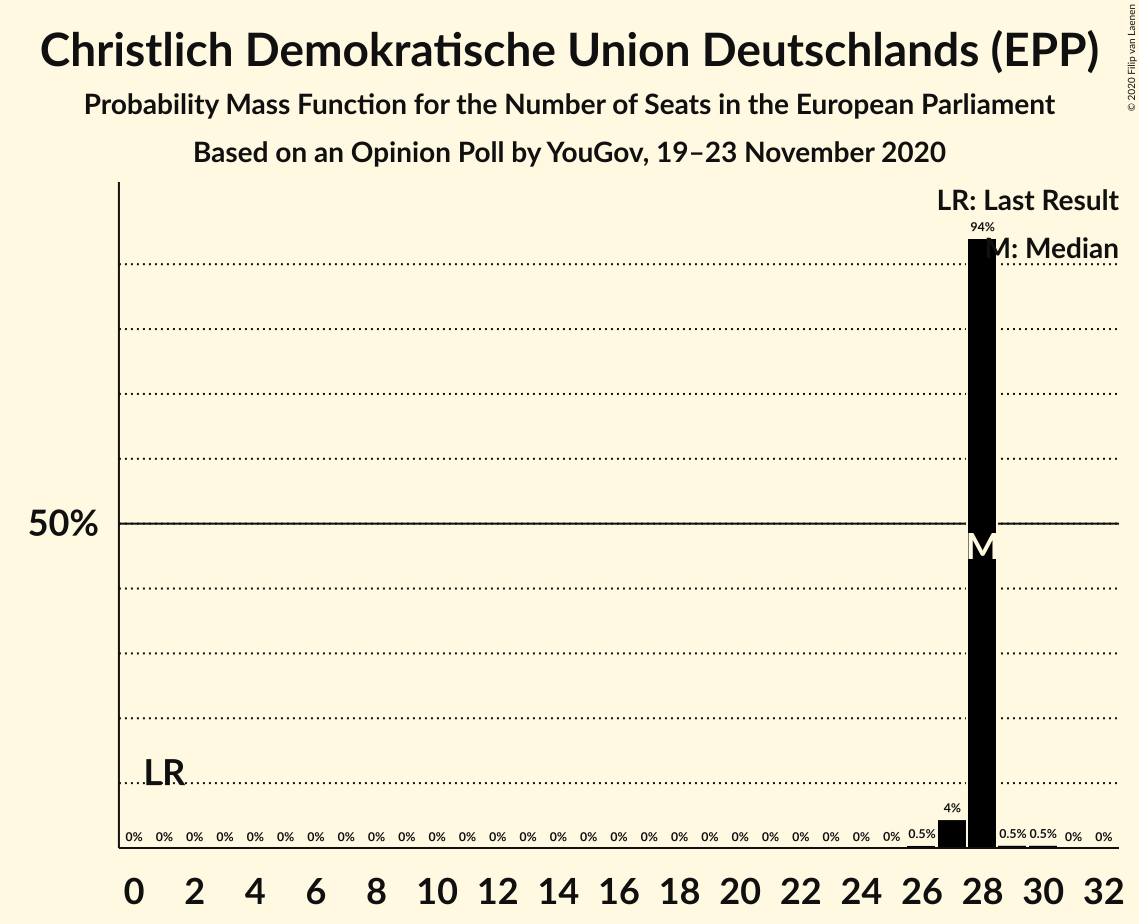 Christlich Demokratische Union Deutschlands (EPP)
Probability Mass Function for the Number of Seats in the European Parliament
Based on an Opinion Poll by YouGov, 19–23 November 2020
© 2020 Filip van Laenen
LR: Last Result
94%
M: Median
50%
M
LR
0% 0% 0% 0% 0% 0% 0% 0% 0% 0% 0% 0% 0% 0% 0% 0% 0% 0% 0% 0% 0% 0% 0% 0% 0% 0% 0.5% 4% 0.5% 0.5% 0% 0%
0 2 4 6 8 10 12 14 16 18 20 22 24 26 28 30 32